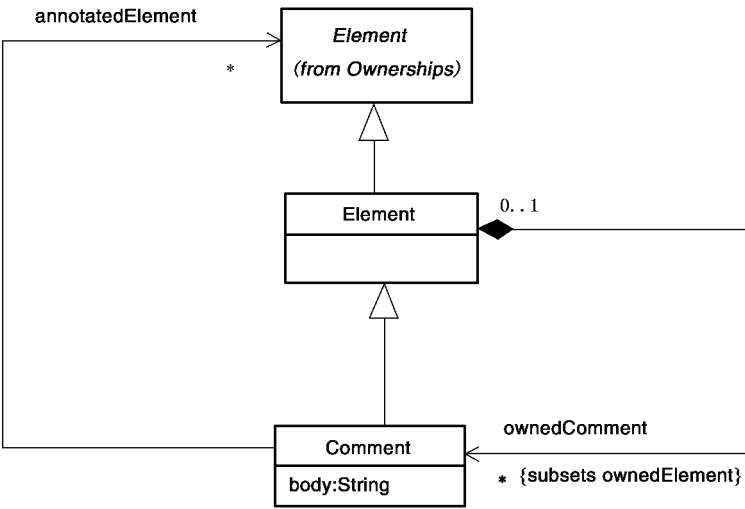 annotatedElement
*
Element
(from Ownerships)
Element
0..1
Comment
body:String
ownedComment
* {subsets ownedElement}